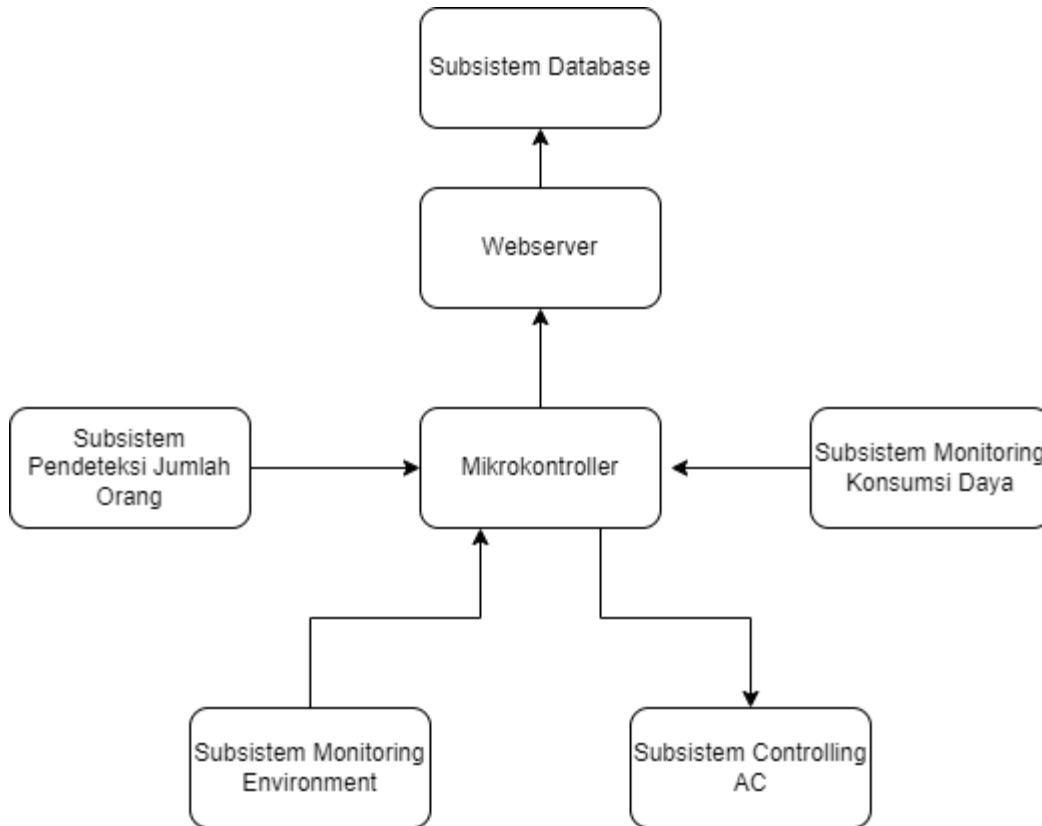 Subsistem Database
Webserver
Subsistem
Pendeteksi Jumlah
Orang
Mikrokontroller
Subsistem Monitoring
Konsumsi Daya
Subsistem Monitoring
Environment
Subsistem Controlling
AC